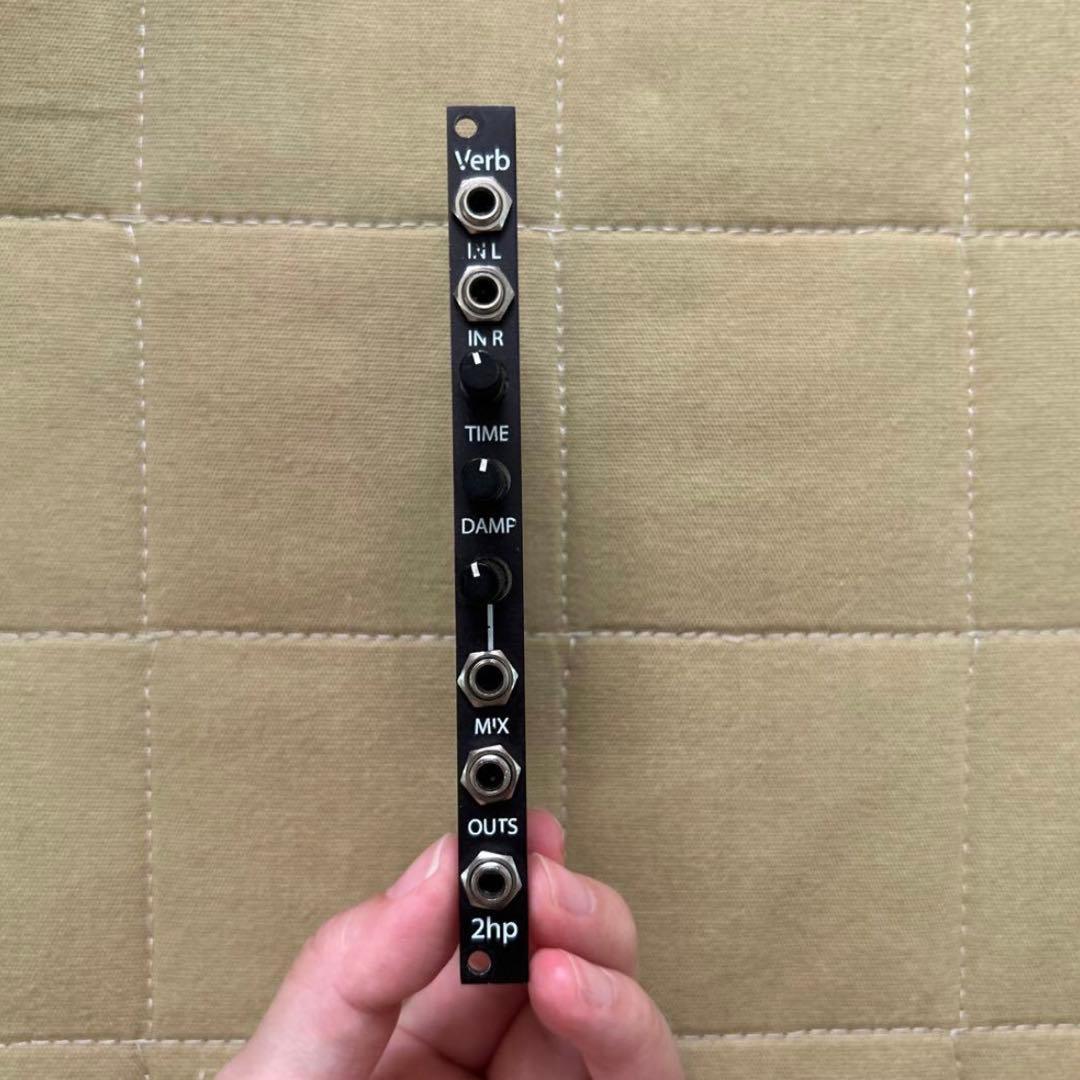 Verb
IN L
IN R
TIME
DAMP
MIX
OUTS
2hp